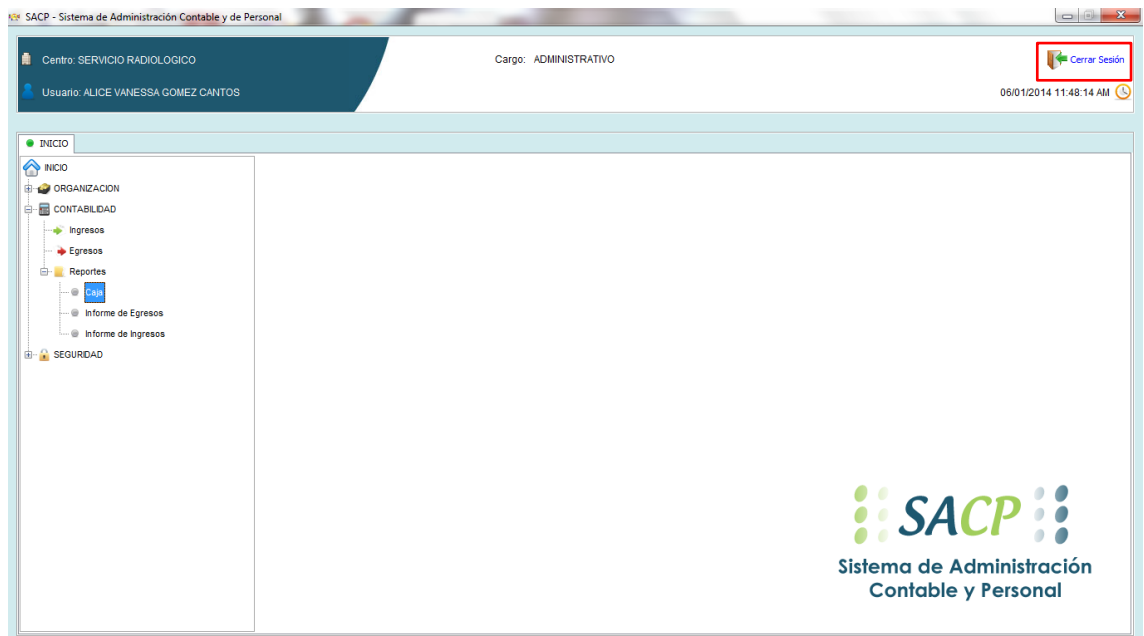 SACP - Sistema de Administración Contable y de Personal
Centro: SERVICIO RADIOLOGICO
Cargo: ADMINISTRATIVO
Cerrar Sesión
Usuario: ALICE VANESSA GOMEZ CANTOS
06/01/2014 11:48:14 AM
INICIO
INICIO
ORGANIZACION
CONTABILIDAD
Ingresos
Egresos
Reportes
Caja
Informe de Egresos
Informe de Ingresos
SEGURIDAD
SACP
Sistema de Administración
Contable y Personal